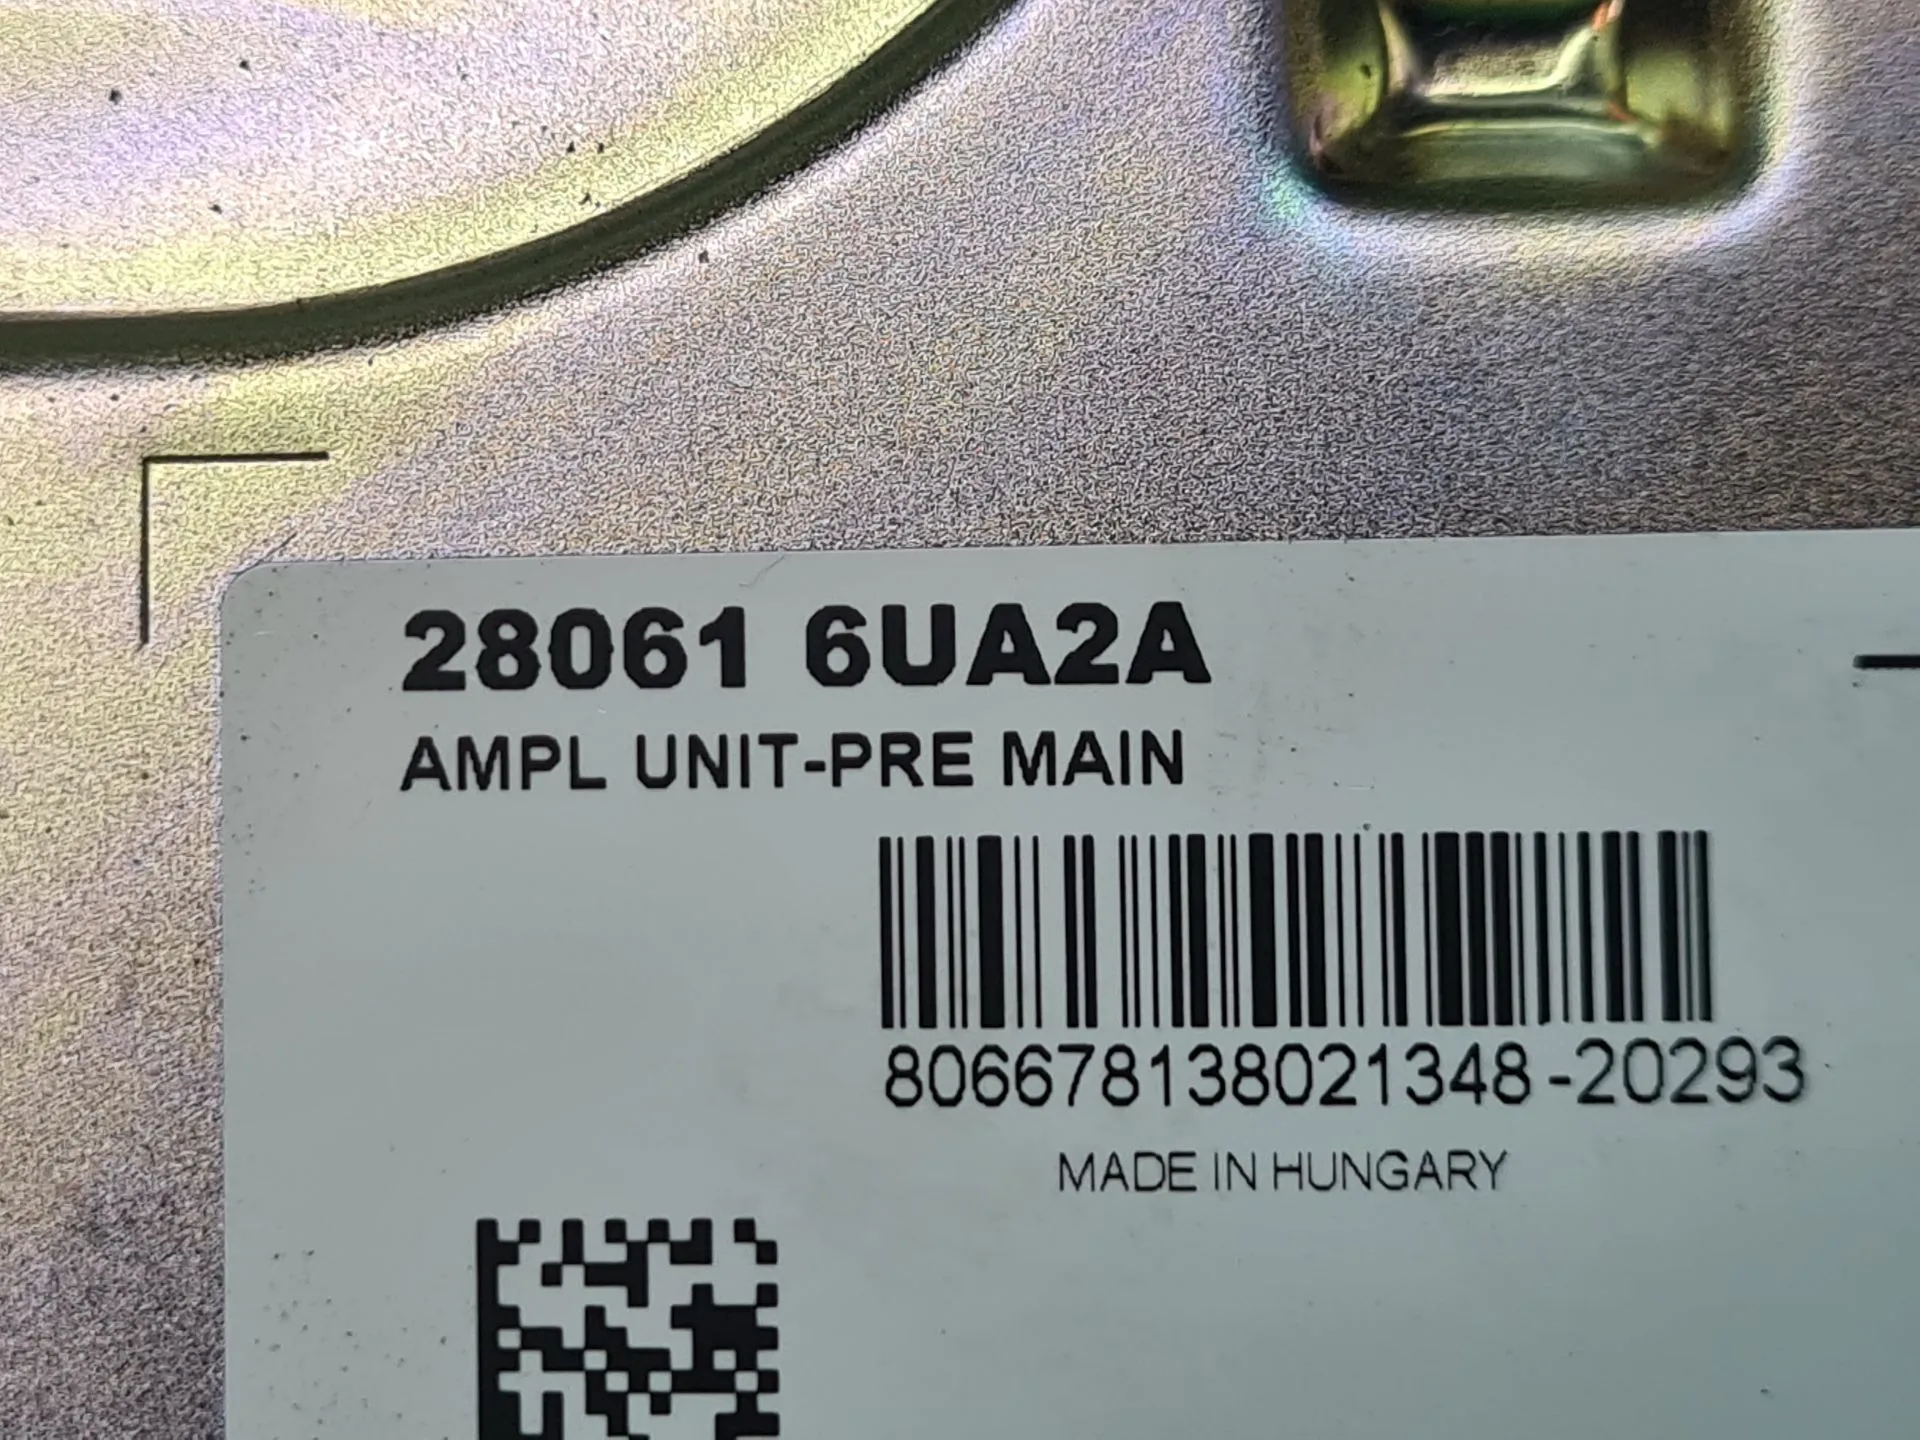 28061 6UA2A
AMPL UNIT-PRE MAIN
806678138021348-20293
MADE IN HUNGARY